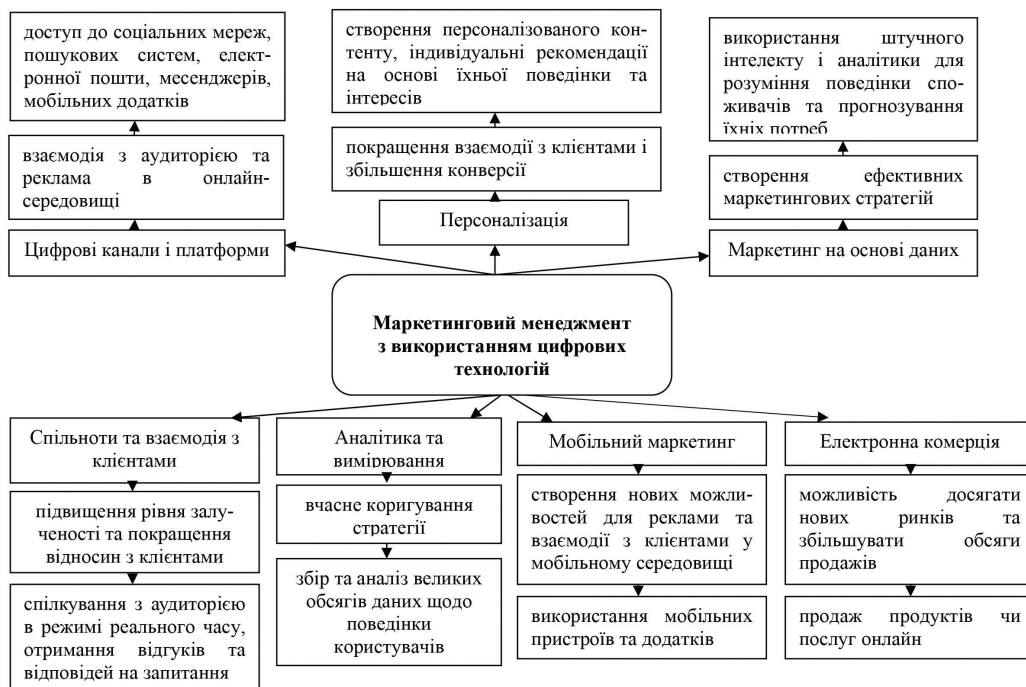 доступ до соціальних мереж,
пошукових систем, елект-
ронної пошти, месенджерів,
мобільних додатків
створення персоналізованого кон-
тенту, індивідуальні рекомендації
на основі їхньої поведінки та
інтересів
використання штучного
інтелекту і аналітики для
розуміння поведінки спо-
живачів та прогнозування
їхніх потреб
взаємодія з аудиторією та
реклама в онлайн-
середовищі
покращення взаємодії з клієнтами і
збільшення конверсії
створення ефективних
маркетингових стратегій
Цифрові канали і платформи
Персоналізація
Маркетинг на основі даних
Маркетинговий менеджмент
з використанням цифрових
технологій
Спільноти та взаємодія з
клієнтами
Аналітика та
вимірювання
Мобільний маркетинг
Електронна комерція
підвищення рівня залу-
ченості та покращення
відносин з клієнтами
вчасне коригування
стратегії
створення нових можли-
востей для реклами та
взаємодії з клієнтами у
мобільному середовищі
можливість досягати
нових ринків та
збільшувати обсяги
продажів
спілкування з аудиторією
в режимі реального часу,
отримання відгуків та
відповідей на запитання
збір та аналіз великих
обсягів даних щодо
поведінки
користувачів
використання мобільних
пристроїв та додатків
продаж продуктів чи
послуг онлайн